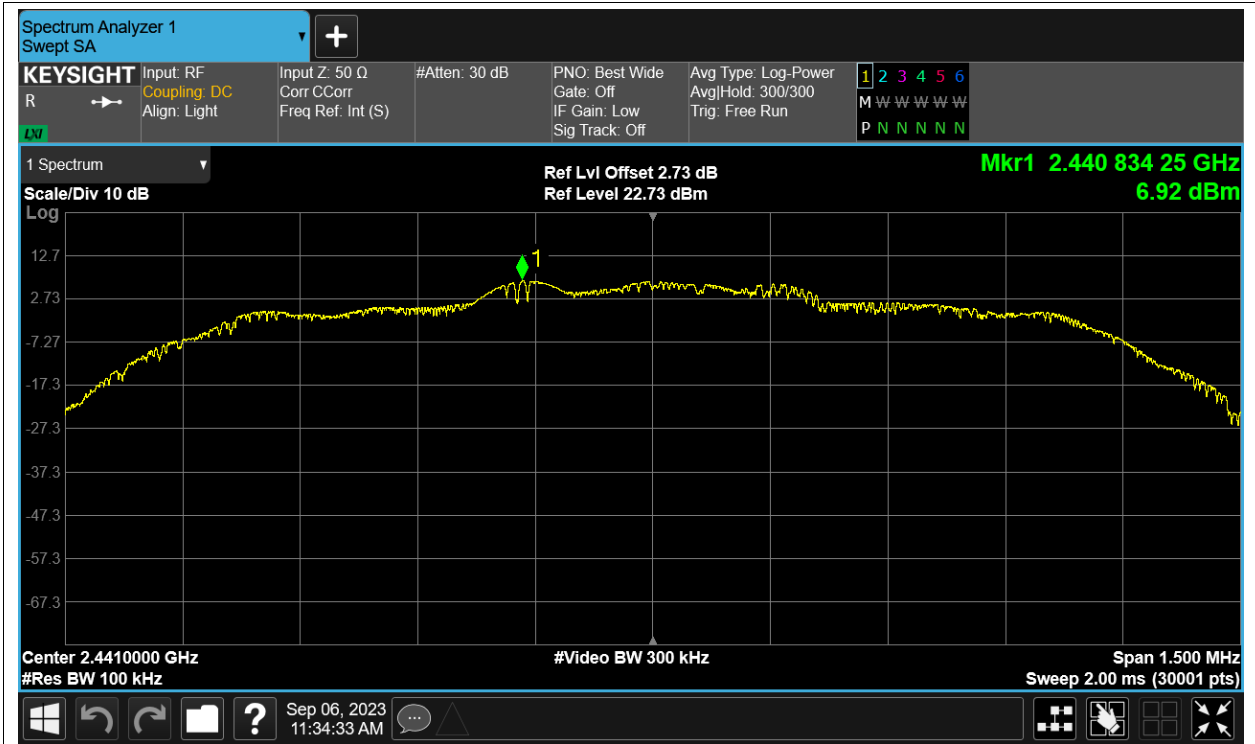 Spectrum Analyzer 1
Swept SA
KEYSIGHT
R
LXI
Input: RF
Coupling: DC
Align: Light
Input Z: 50 Ω
Corr CCorr
Freq Ref: Int (S)
#Atten: 30 dB
PNO: Best Wide
Gate: Off
IF Gain: Low
Sig Track: Off
Avg Type: Log-Power
Avg|Hold: 300/300
Trig: Free Run
1 2 3 4 5 6
M W W W W W
P N N N N N
1 Spectrum
Scale/Div 10 dB
Log
Ref Lvl Offset 2.73 dB
Ref Level 22.73 dBm
Mkr1 2.440 834 25 GHz
6.92 dBm
1
12.7
2.73
-7.27
-17.3
-27.3
-37.3
-47.3
-57.3
-67.3
Center 2.4410000 GHz
#Video BW 300 kHz
Span 1.500 MHz
#Res BW 100 kHz
Sweep 2.00 ms (30001 pts)
?
Sep 06, 2023
11:34:33 AM